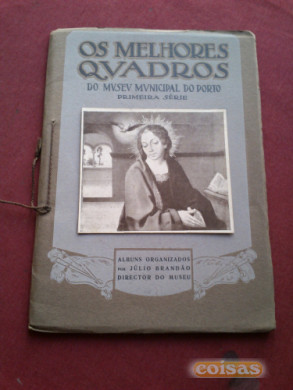 OS MELHORES
QVADROS
DO MVSEV MVNICIPAL DO PORTO
PRIMEIRA SÉRIE
ALBUNS ORGANIZADOS
POR JÚLIO BRANDÃO
DIRECTOR DO MUSEU
coisas